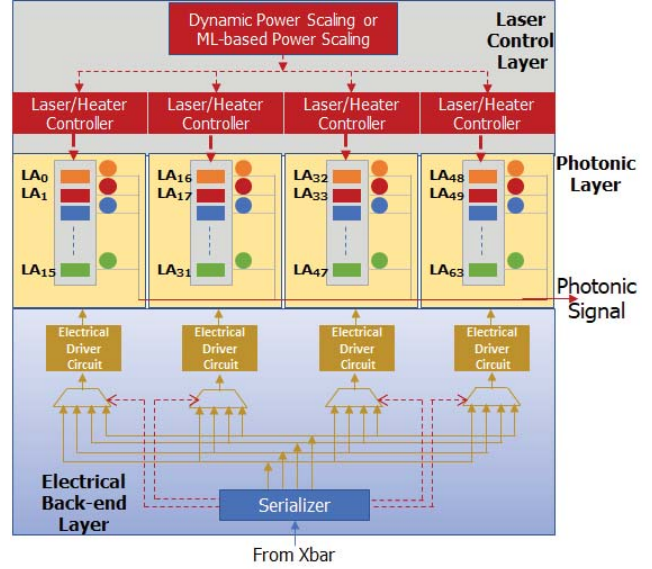 Dynamic Power Scaling or
ML-based Power Scaling
Laser
Control
Layer
Laser/Heater
Controller
Laser/Heater
Controller
Laser/Heater
Controller
Laser/Heater
Controller
Photonic
Layer
LA0
LA1
LA15
LA16
LA17
LA31
LA32
LA33
LA47
LA48
LA49
LA63
Photonic
Signal
Electrical
Driver
Circuit
Electrical
Driver
Circuit
Electrical
Driver
Circuit
Electrical
Driver
Circuit
Electrical
Back-end
Layer
Serializer
From Xbar